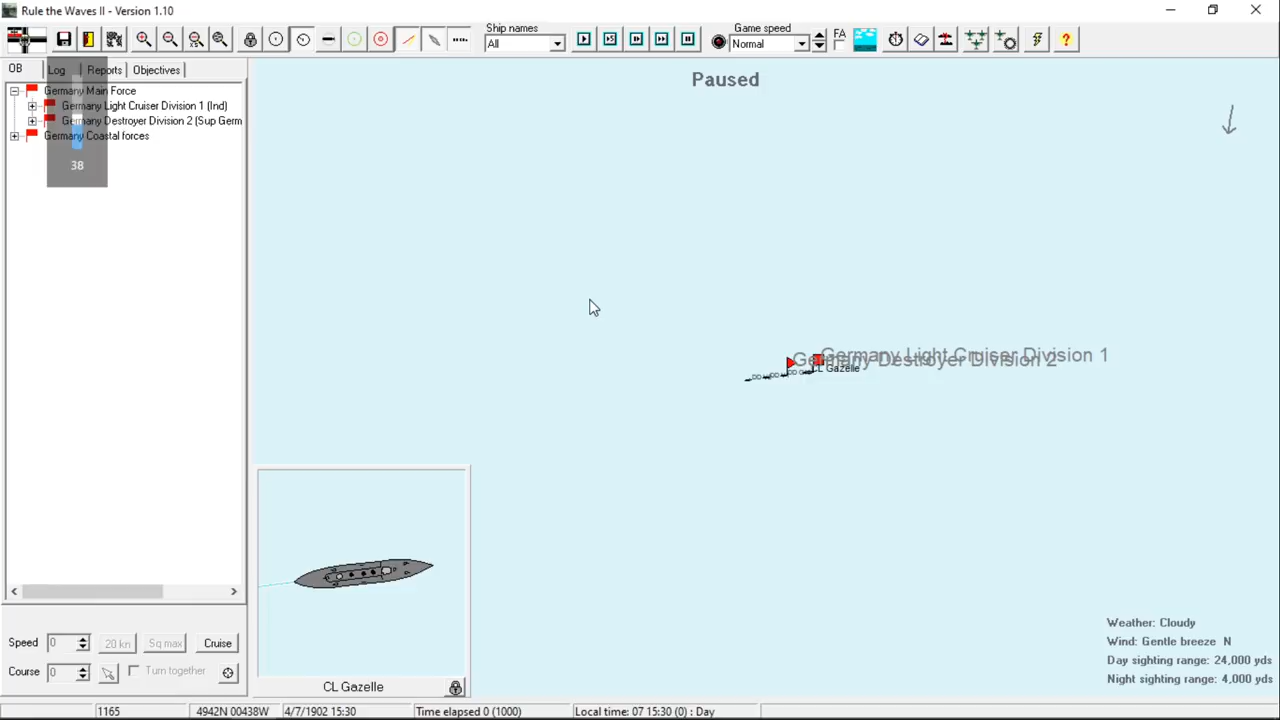 Rule the Waves II - Version 1.10
Ship names
All
Game speed
Normal
FA
OB
Log
Reports
Objectives
Germany Main Force
Germany Light Cruiser Division 1 (Ind)
Germany Destroyer Division 2 (Sup Germ
Germany Coastal forces
38
Paused
Germany Light Cruiser Division 1
Germany Destroyer Division 2
CL Gazelle
Speed 0 20 kn Sq max Cruise
Course 0 Turn together
CL Gazelle
Weather: Cloudy
Wind: Gentle breeze N
Day sighting range: 24,000 yds
Night sighting range: 4,000 yds
1165 4942N 00438W 4/7/1902 15:30 Time elapsed 0 (1000) Local time: 07 15:30 (0) : Day